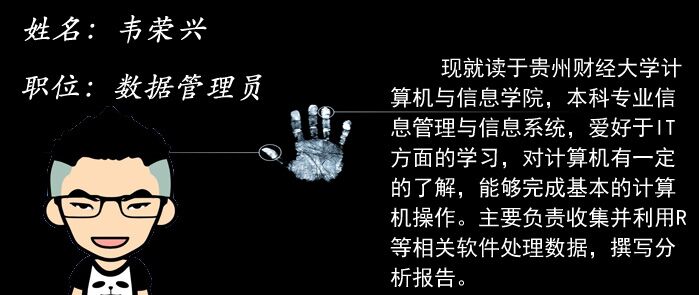 姓名：韦荣兴
职位：数据管理员
现就读于贵州财经大学计
算机与信息学院，本科专业信
息管理与信息系统，爱好于IT
方面的学习，对计算机有一定
的了解，能够完成基本的计算
机操作。主要负责收集并利用R
等相关软件处理数据，撰写分
析报告。